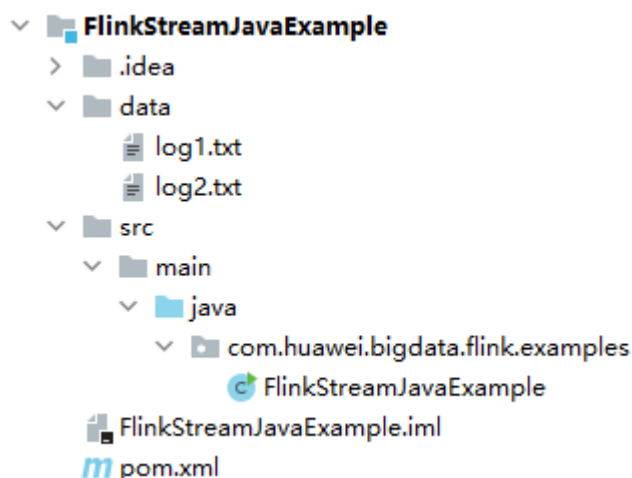 FlinkStreamJavaExample
.idea
data
log1.txt
log2.txt
src
main
java
com.huawei.bigdata.flink.examples
FlinkStreamJavaExample
FlinkStreamJavaExample.iml
pom.xml